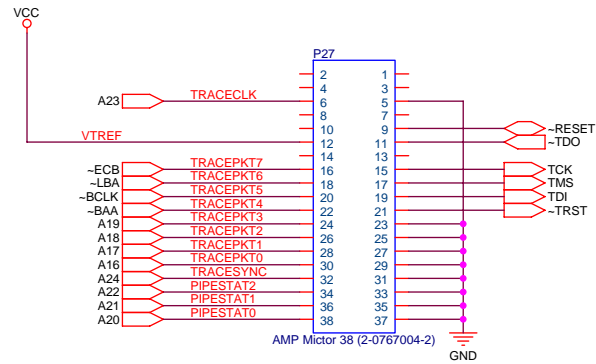 VCC
P27
2 1
4 3
A23 TRACECLK 6 5
8 7
10 9 ~RESET
VTREF 12 11 ~TDO
14 13
~ECB TRACEPKT7 16 15 TCK
~LBA TRACEPKT6 18 17 TMS
~BCLK TRACEPKT5 20 19 TDI
~BAA TRACEPKT4 22 21 ~TRST
A19 TRACEPKT3 24 23
A18 TRACEPKT2 26 25
A17 TRACEPKT1 28 27
A16 TRACEPKT0 30 29
A24 TRACESYNC 32 31
A22 PIPESTAT2 34 33
A21 PIPESTAT1 36 35
A20 PIPESTAT0 38 37
AMP Mictor 38 (2-0767004-2)
GND